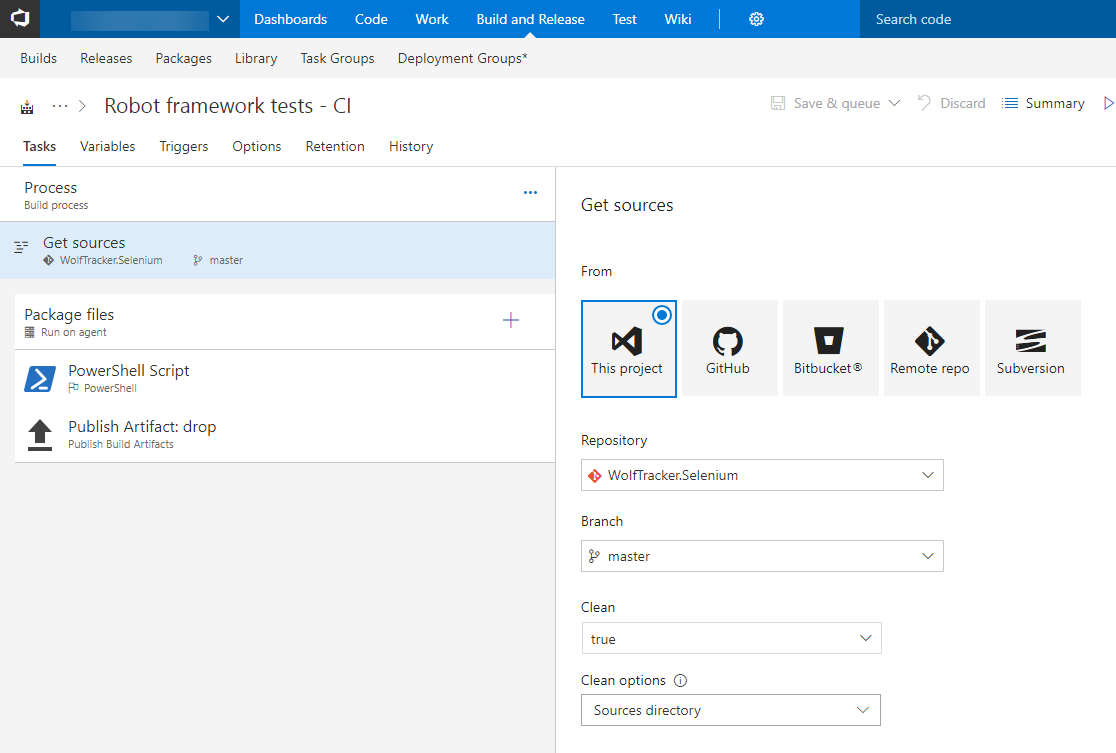 Dashboards Code Work Build and Release Test Wiki Search code
Builds Releases Packages Library Task Groups Deployment Groups*
... > Robot framework tests - CI Save & queue Discard Summary
Tasks Variables Triggers Options Retention History
Process ...
Build process
Get sources
WolfTracker.Selenium master
Package files
Run on agent
PowerShell Script
PowerShell
Publish Artifact: drop
Publish Build Artifacts
Get sources
From
This project GitHub Bitbucket® Remote repo Subversion
Repository
WolfTracker.Selenium
Branch
master
Clean
true
Clean options
Sources directory